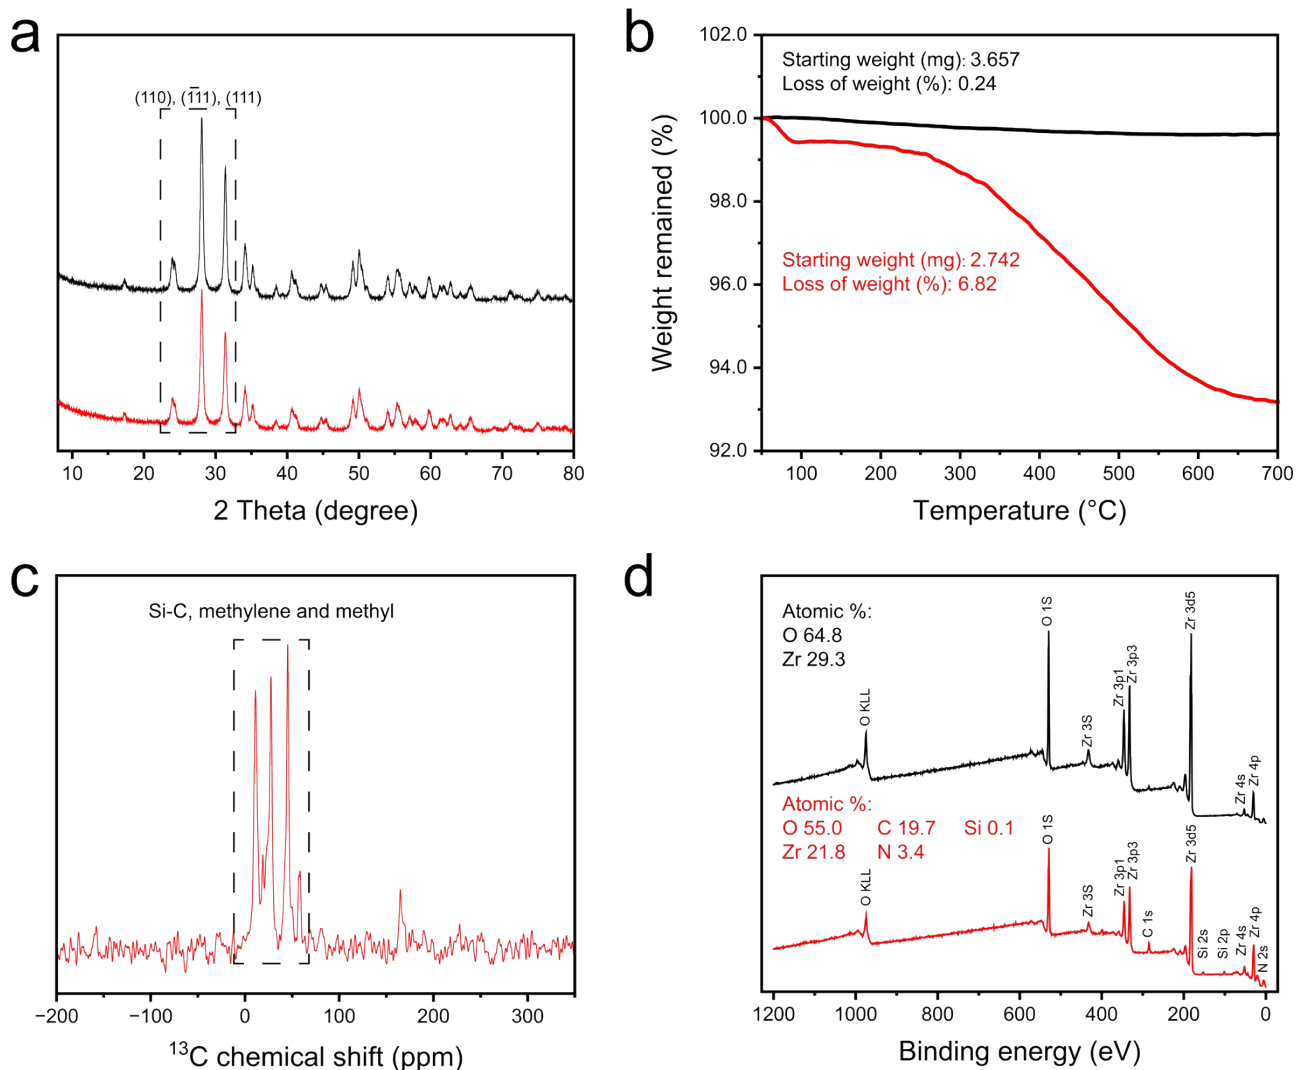 a
(110), (1̅11), (111)
10 20 30 40 50 60 70 80
2 Theta (degree)
b
102.0
100.0
98.0
96.0
94.0
92.0
Weight remained (%)
Starting weight (mg): 3.657
Loss of weight (%): 0.24
Starting weight (mg): 2.742
Loss of weight (%): 6.82
100 200 300 400 500 600 700
Temperature (°C)
c
Si-C, methylene and methyl
−200 −100 0 100 200 300
¹³C chemical shift (ppm)
d
Atomic %:
O 64.8
Zr 29.3
O KLL
O 1S
Zr 3S
Zr 3p1
Zr 3p3
Zr 3d5
Zr 4s
Zr 4p
Atomic %:
O 55.0 C 19.7 Si 0.1
Zr 21.8 N 3.4
O KLL
O 1S
Zr 3S
Zr 3p1
Zr 3p3
C 1s
Zr 3d5
Si 2s
Si 2p
Zr 4s
Zr 4p
N 2s
1200 1000 800 600 400 200 0
Binding energy (eV)